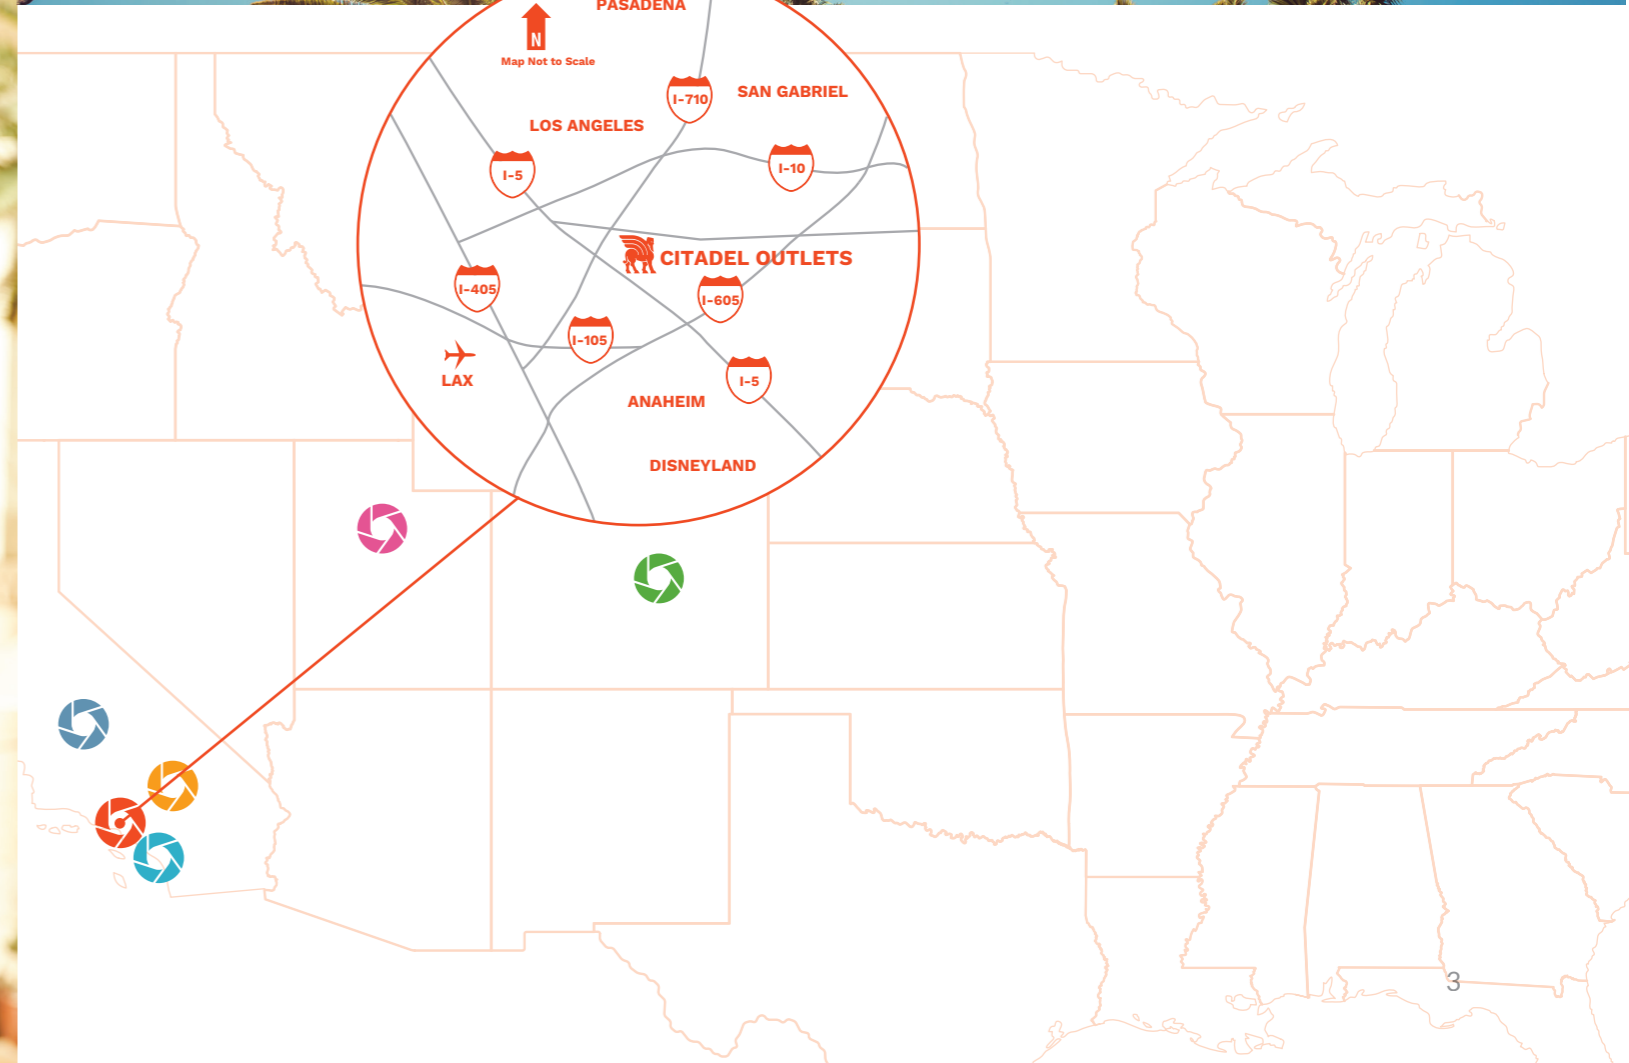 PASADENA
N
Map Not to Scale
I-710
SAN GABRIEL
LOS ANGELES
I-10
I-5
CITADEL OUTLETS
I-405
I-605
I-105
LAX
I-5
ANAHEIM
DISNEYLAND
3